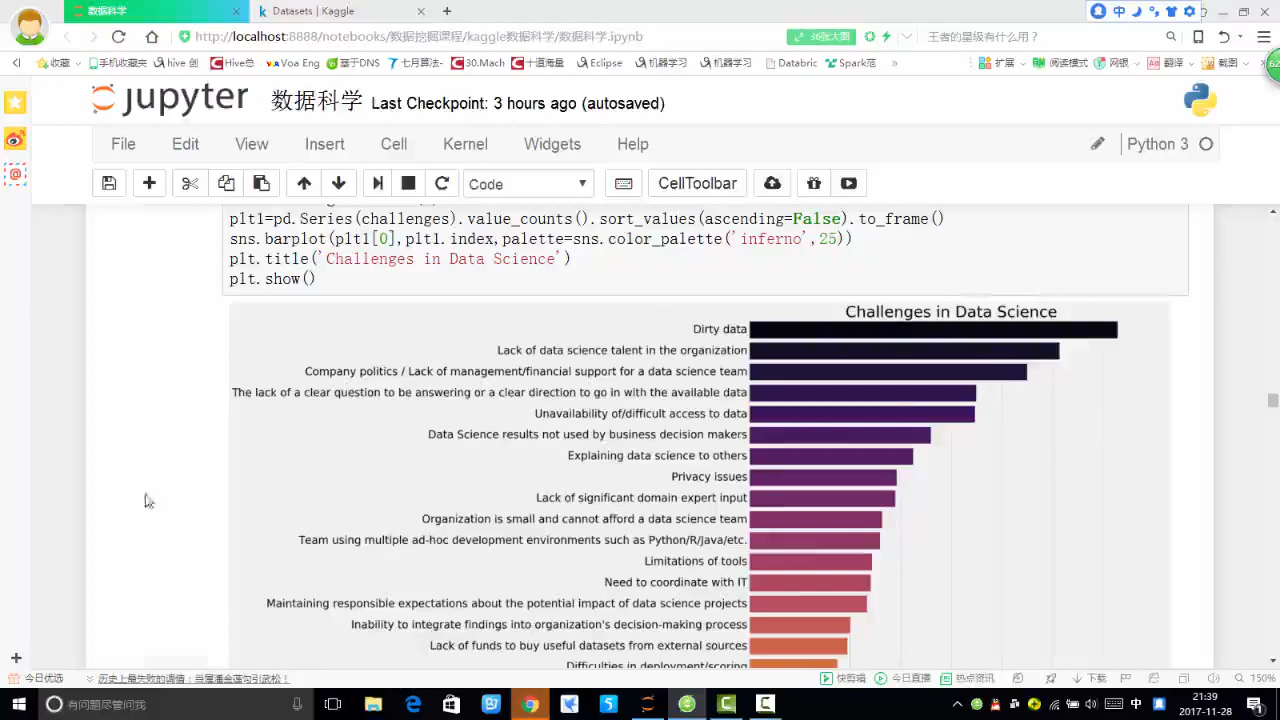 数据科学
Datasets | Kaggle
http://localhost:8888/notebooks/数据挖掘课程/kaggle数据科学/数据科学.ipynb
36张大图
王者的星级有什么用？
收藏 手机收藏夹 hive 创 Hive总 Voa Eng 基于DNS 七月算法- 30.Mach 十道海量 Eclipse 机器学习 机器学习 Databric Spark范 » 扩展 阅读模式 网银 翻译 截图
jupyter 数据科学 Last Checkpoint: 3 hours ago (autosaved)
File Edit View Insert Cell Kernel Widgets Help Python 3
Code CellToolbar
plt1=pd.Series(challenges).value_counts().sort_values(ascending=False).to_frame()
sns.barplot(plt1[0],plt1.index,palette=sns.color_palette('inferno',25))
plt.title('Challenges in Data Science')
plt.show()
Challenges in Data Science
Dirty data
Lack of data science talent in the organization
Company politics / Lack of management/financial support for a data science team
The lack of a clear question to be answering or a clear direction to go in with the available data
Unavailability of/difficult access to data
Data Science results not used by business decision makers
Explaining data science to others
Privacy issues
Lack of significant domain expert input
Organization is small and cannot afford a data science team
Team using multiple ad-hoc development environments such as Python/R/Java/etc.
Limitations of tools
Need to coordinate with IT
Maintaining responsible expectations about the potential impact of data science projects
Inability to integrate findings into organization's decision-making process
Lack of funds to buy useful datasets from external sources
Difficulties in deployment/scoring
今日优选 历史上最失败的调情：当潘金莲勾引武松！ 快剪辑 今日直播 热点资讯 下载 150%
有问题尽管问我
中
21:39
2017-11-28